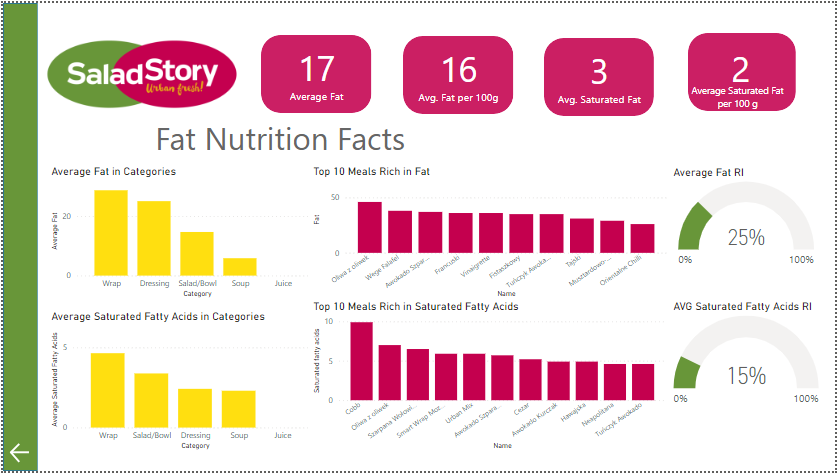 SaladStory
Urban fresh!
17
Average Fat
16
Avg. Fat per 100g
3
Avg. Saturated Fat
2
Average Saturated Fat
per 100 g
Fat Nutrition Facts
Average Fat in Categories
Average Fat
20
0
Wrap Dressing Salad/Bowl Soup Juice
Category
Top 10 Meals Rich in Fat
Fat
50
0
Oliwa z oliwek Wege Falafel Awokado Szpar... Francuski Vinaigrette Fistaszkowy Tuńczyk Awoka... Tajski Musztardowo-... Orientalne Chilli
Name
Average Fat RI
25%
0% 100%
Average Saturated Fatty Acids in Categories
Average Saturated Fatty Acids
5
0
Wrap Salad/Bowl Dressing Soup Juice
Category
Top 10 Meals Rich in Saturated Fatty Acids
Saturated fatty acids
10
5
0
Cobb Oliwa z oliwek Szarpana Wołowi... Smart Wrap Moz... Urban Mix Awokado Szpara... Cezar Awokado Kurczak Hawajska Neapolitana Tuńczyk Awokado
Name
AVG Saturated Fatty Acids RI
15%
0% 100%